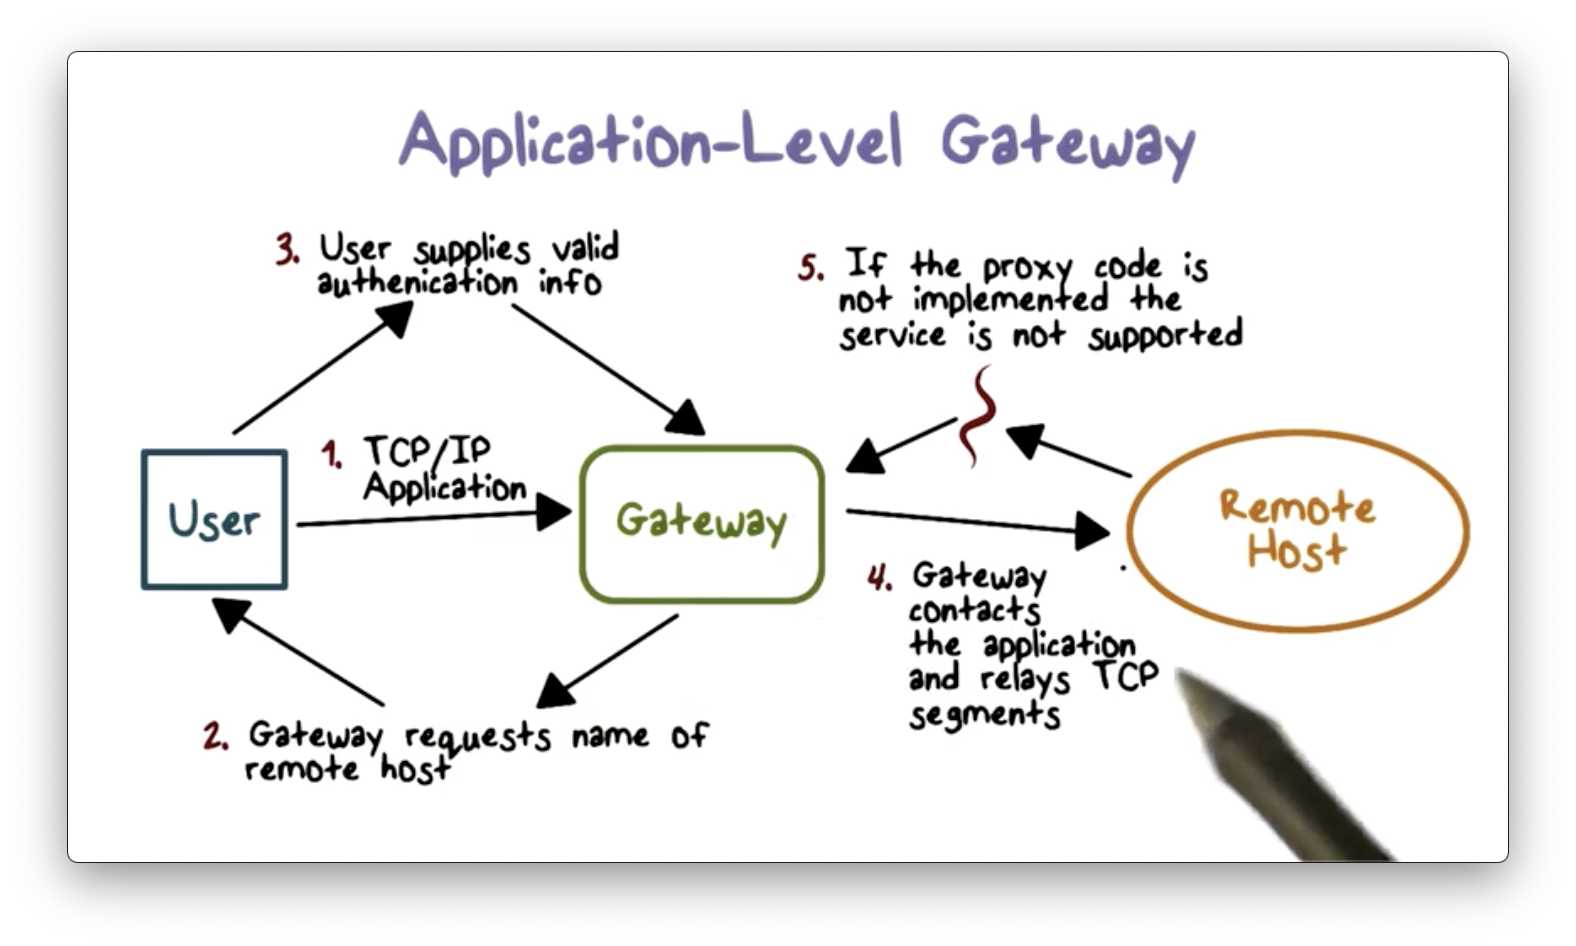 Application-Level Gateway
3. User supplies valid
authenication info
5. If the proxy code is
not implemented the
service is not supported
1. TCP/IP
Application
User
Gateway
Remote
Host
4. Gateway
contacts
the application
and relays TCP
segments
2. Gateway requests name of
remote host